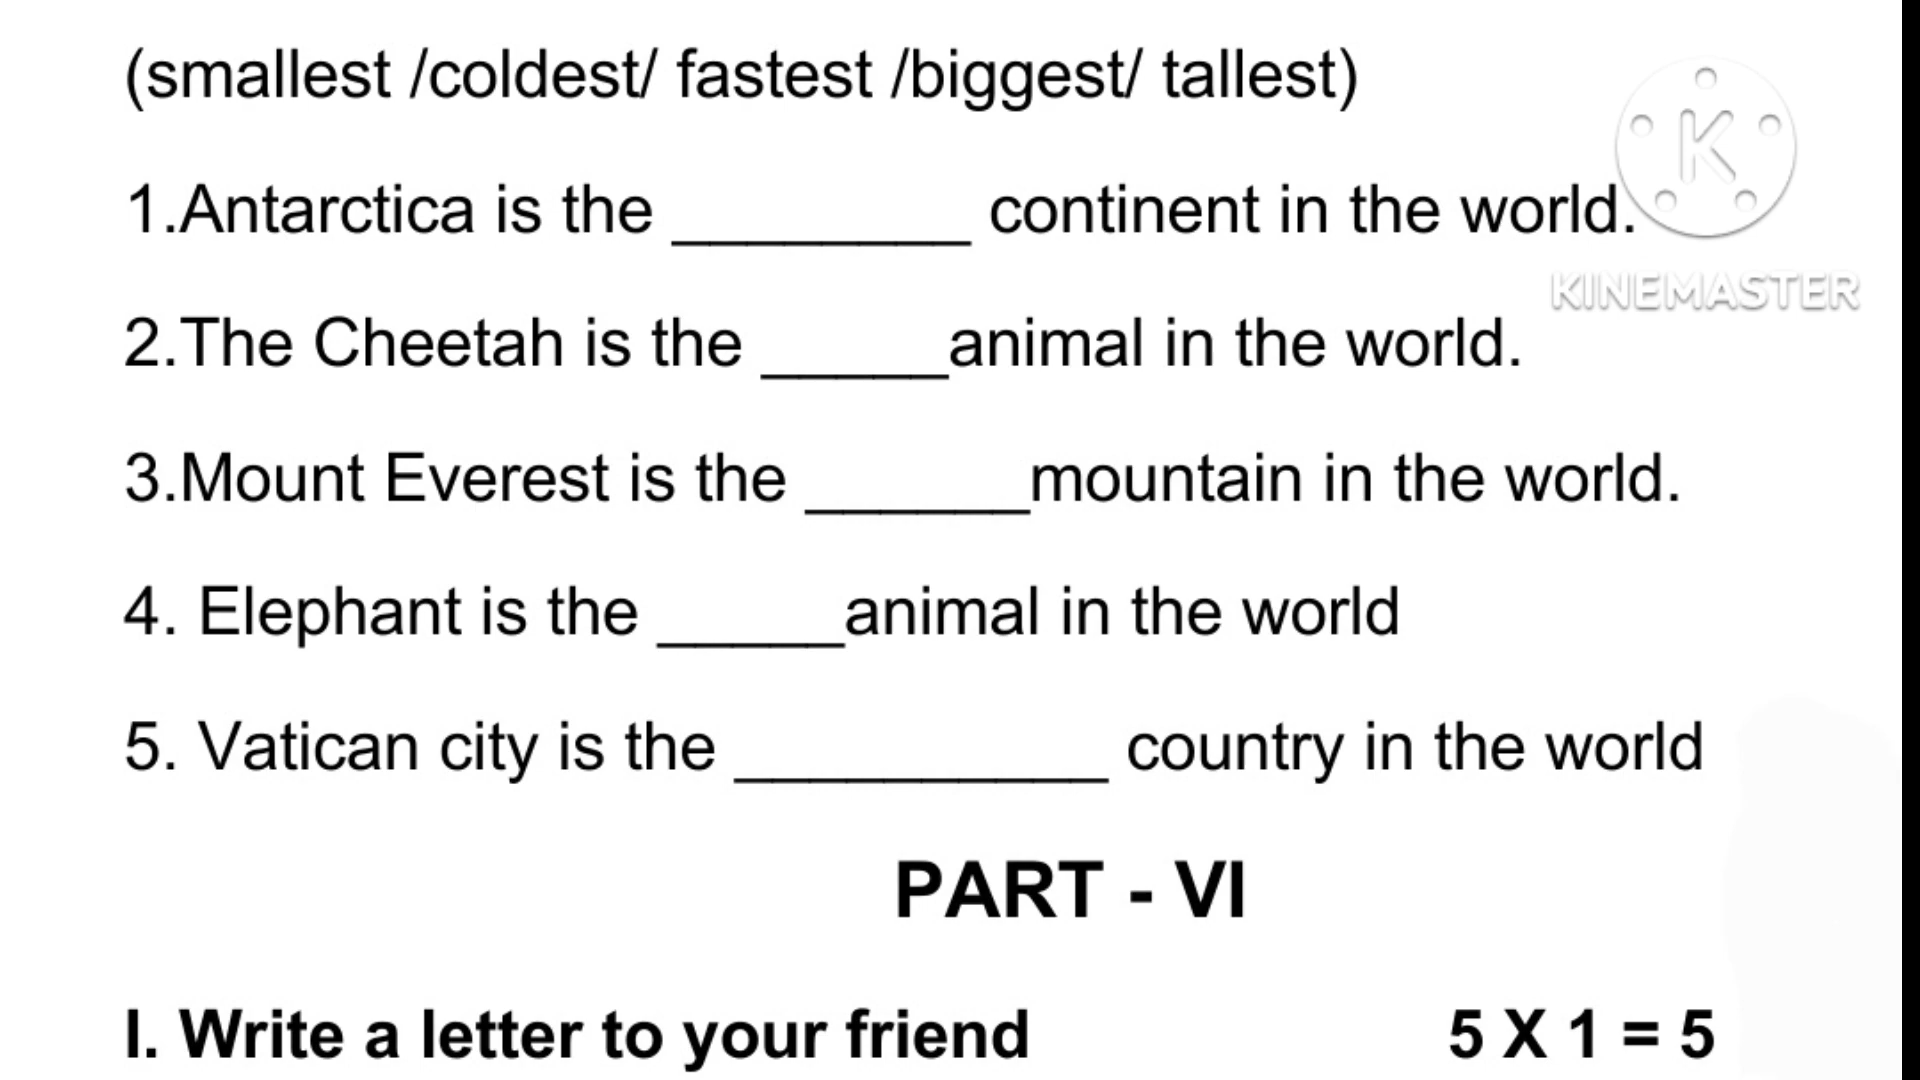 (smallest /coldest/ fastest /biggest/ tallest)
1.Antarctica is the ________ continent in the world.
2.The Cheetah is the _____animal in the world.
3.Mount Everest is the ______mountain in the world.
4. Elephant is the _____animal in the world
5. Vatican city is the __________ country in the world
PART - VI
I. Write a letter to your friend 5 X 1 = 5
K
KINEMASTER